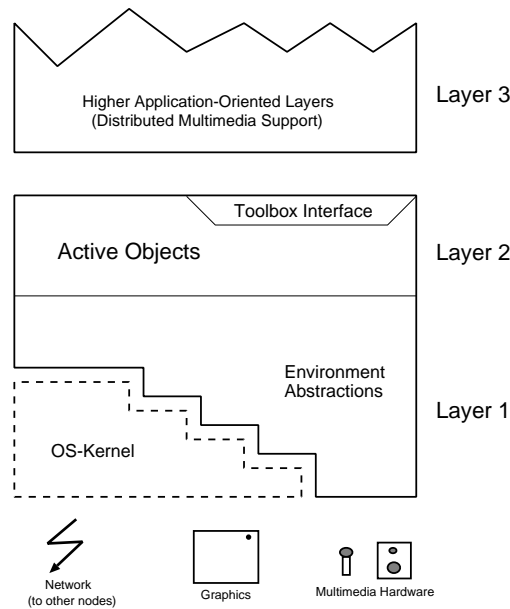 Higher Application-Oriented Layers
(Distributed Multimedia Support)
Layer 3
Toolbox Interface
Active Objects
Layer 2
Environment
Abstractions
Layer 1
OS-Kernel
Network
(to other nodes)
Graphics
Multimedia Hardware